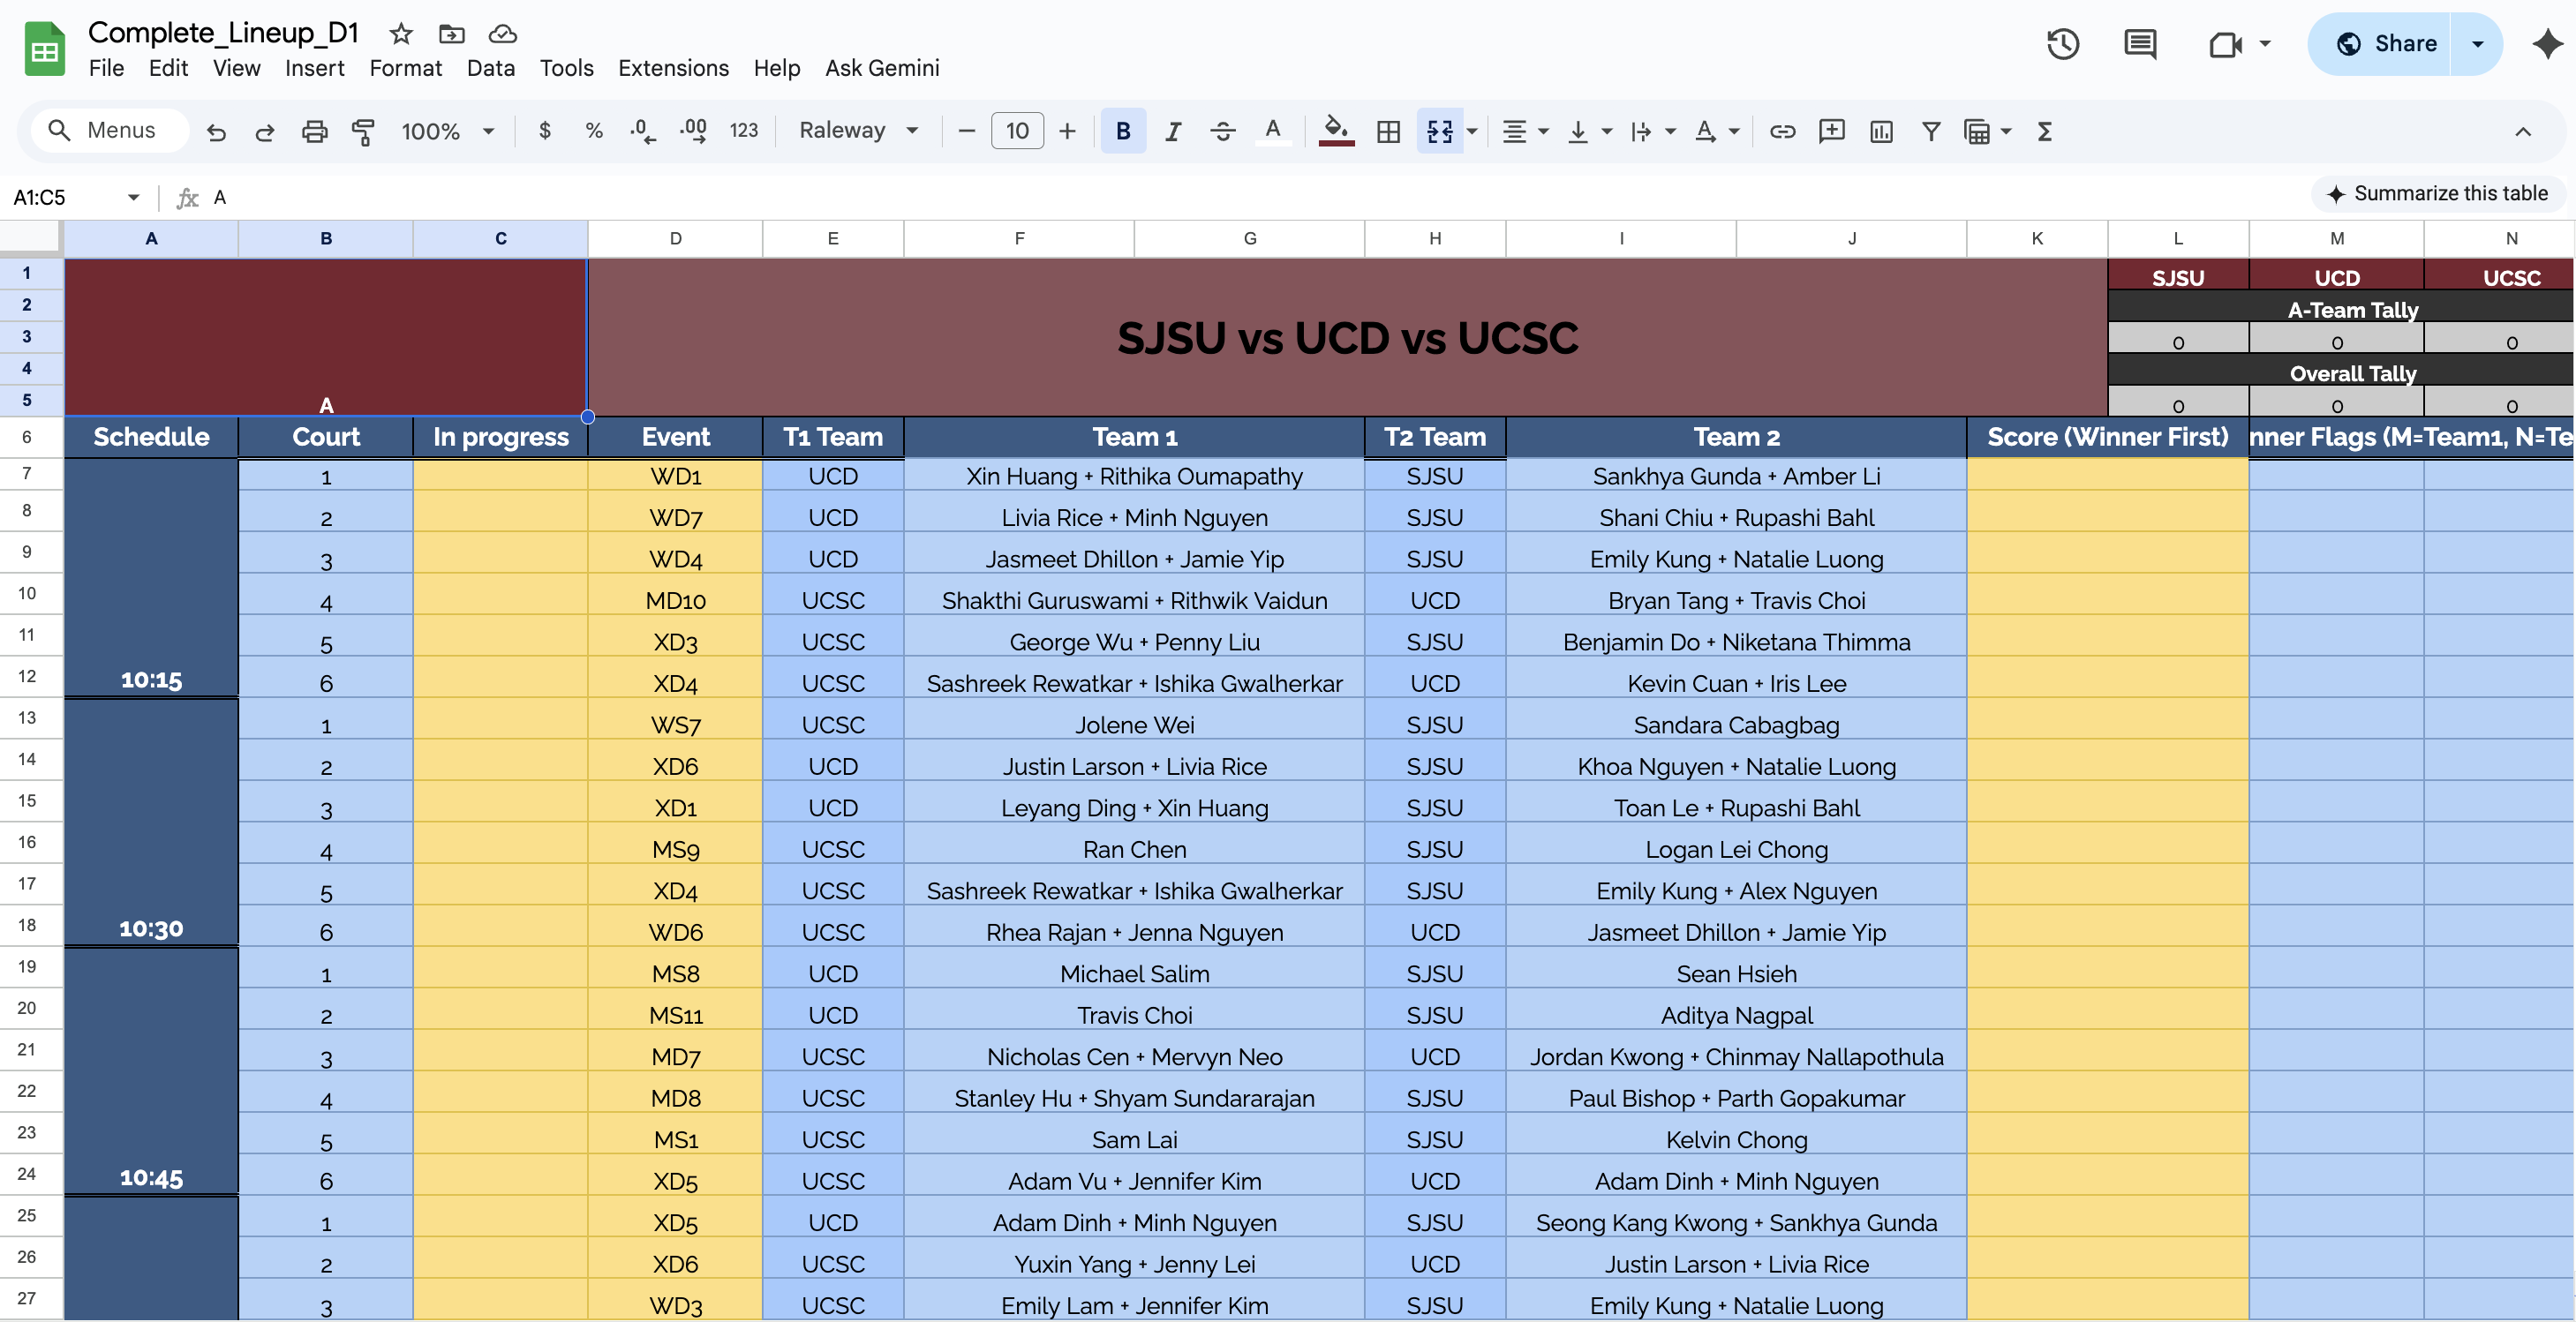 Complete_Lineup_D1
File Edit View Insert Format Data Tools Extensions Help Ask Gemini
Share
Menus 100% $ % .0 .00 123 Raleway 10 B I A
A1:C5 fx A Summarize this table
A B C D E F G H I J K L M N
1 SJSU UCD UCSC
2 A-Team Tally
3 SJSU vs UCD vs UCSC 0 0 0
4 Overall Tally
5 A 0 0 0
6 Schedule Court In progress Event T1 Team Team 1 T2 Team Team 2 Score (Winner First) nner Flags (M=Team1, N=Te
7 1 WD1 UCD Xin Huang + Rithika Oumapathy SJSU Sankhya Gunda + Amber Li
8 2 WD7 UCD Livia Rice + Minh Nguyen SJSU Shani Chiu + Rupashi Bahl
9 3 WD4 UCD Jasmeet Dhillon + Jamie Yip SJSU Emily Kung + Natalie Luong
10 4 MD10 UCSC Shakthi Guruswami + Rithwik Vaidun UCD Bryan Tang + Travis Choi
11 5 XD3 UCSC George Wu + Penny Liu SJSU Benjamin Do + Niketana Thimma
12 10:15 6 XD4 UCSC Sashreek Rewatkar + Ishika Gwalherkar UCD Kevin Cuan + Iris Lee
13 1 WS7 UCSC Jolene Wei SJSU Sandara Cabagbag
14 2 XD6 UCD Justin Larson + Livia Rice SJSU Khoa Nguyen + Natalie Luong
15 3 XD1 UCD Leyang Ding + Xin Huang SJSU Toan Le + Rupashi Bahl
16 4 MS9 UCSC Ran Chen SJSU Logan Lei Chong
17 5 XD4 UCSC Sashreek Rewatkar + Ishika Gwalherkar SJSU Emily Kung + Alex Nguyen
18 10:30 6 WD6 UCSC Rhea Rajan + Jenna Nguyen UCD Jasmeet Dhillon + Jamie Yip
19 1 MS8 UCD Michael Salim SJSU Sean Hsieh
20 2 MS11 UCD Travis Choi SJSU Aditya Nagpal
21 3 MD7 UCSC Nicholas Cen + Mervyn Neo UCD Jordan Kwong + Chinmay Nallapothula
22 4 MD8 UCSC Stanley Hu + Shyam Sundararajan SJSU Paul Bishop + Parth Gopakumar
23 5 MS1 UCSC Sam Lai SJSU Kelvin Chong
24 10:45 6 XD5 UCSC Adam Vu + Jennifer Kim UCD Adam Dinh + Minh Nguyen
25 1 XD5 UCD Adam Dinh + Minh Nguyen SJSU Seong Kang Kwong + Sankhya Gunda
26 2 XD6 UCSC Yuxin Yang + Jenny Lei UCD Justin Larson + Livia Rice
27 3 WD3 UCSC Emily Lam + Jennifer Kim SJSU Emily Kung + Natalie Luong